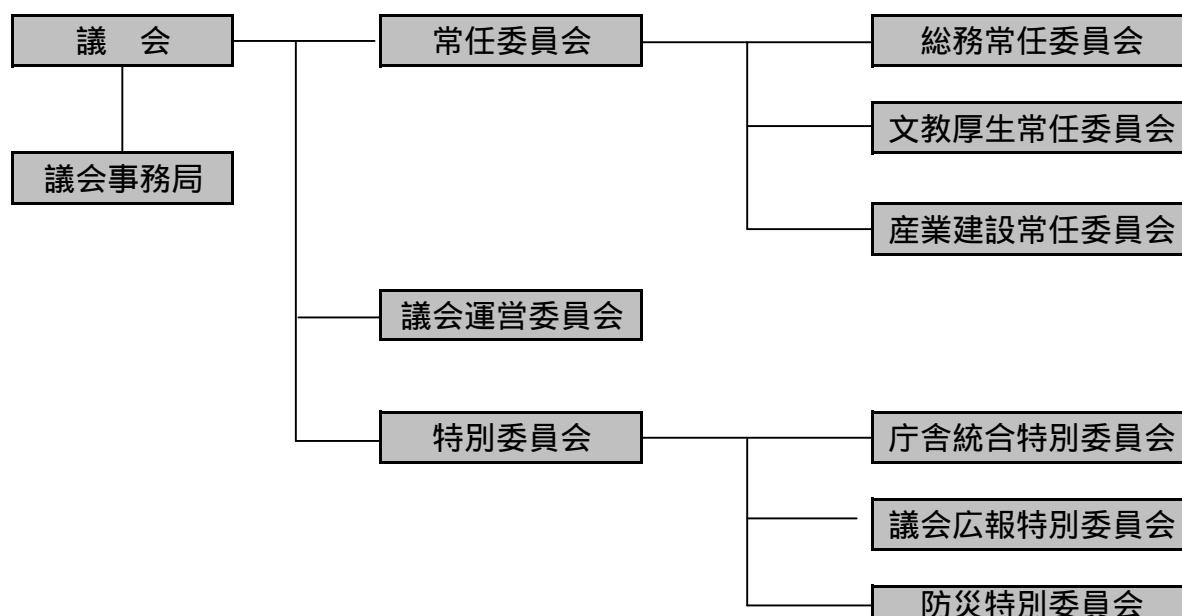 議　会
常任委員会
総務常任委員会
文教厚生常任委員会
議会事務局
産業建設常任委員会
議会運営委員会
特別委員会
庁舎統合特別委員会
議会広報特別委員会
防災特別委員会